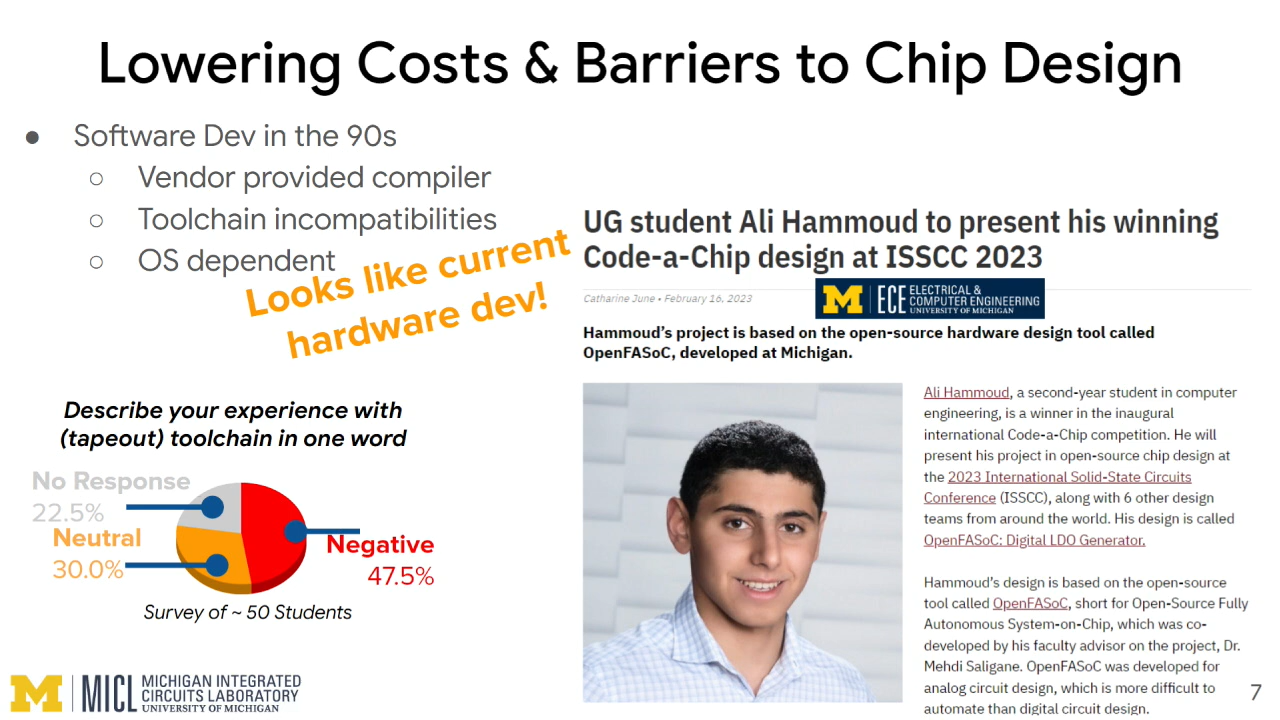 Lowering Costs & Barriers to Chip Design
● Software Dev in the 90s
○ Vendor provided compiler
○ Toolchain incompatibilities
○ OS dependent
Looks like current
hardware dev!
Describe your experience with
(tapeout) toolchain in one word
No Response
22.5%
Neutral
30.0%
Negative
47.5%
Survey of ~ 50 Students
M | MICL MICHIGAN INTEGRATED
CIRCUITS LABORATORY
UNIVERSITY OF MICHIGAN
UG student Ali Hammoud to present his winning
Code-a-Chip design at ISSCC 2023
Catharine June • February 16, 2023
M | ECE ELECTRICAL &
COMPUTER ENGINEERING
UNIVERSITY OF MICHIGAN
Hammoud's project is based on the open-source hardware design tool called
OpenFASoC, developed at Michigan.
Ali Hammoud, a second-year student in computer
engineering, is a winner in the inaugural
international Code-a-Chip competition. He will
present his project in open-source chip design at
the 2023 International Solid-State Circuits
Conference (ISSCC), along with 6 other design
teams from around the world. His design is called
OpenFASoC: Digital LDO Generator.
Hammoud's design is based on the open-source
tool called OpenFASoC, short for Open-Source Fully
Autonomous System-on-Chip, which was co-
developed by his faculty advisor on the project, Dr.
Mehdi Saligane. OpenFASoC was developed for
analog circuit design, which is more difficult to
automate than digital circuit design.
7